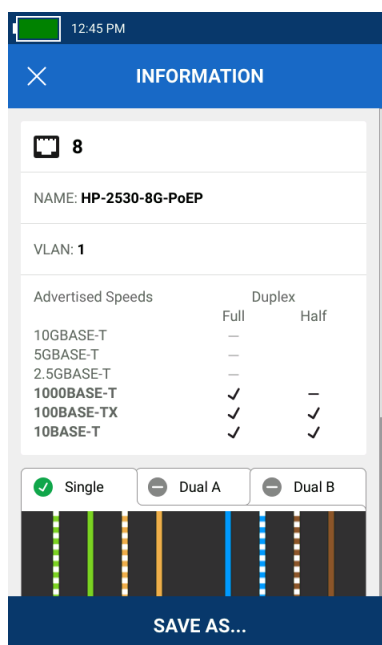 12:45 PM
INFORMATION
8
NAME: HP-2530-8G-PoEP
VLAN: 1
Advertised Speeds Duplex
Full Half
10GBASE-T —
5GBASE-T —
2.5GBASE-T —
1000BASE-T ✓ —
100BASE-TX ✓ ✓
10BASE-T ✓ ✓
Single Dual A Dual B
SAVE AS...